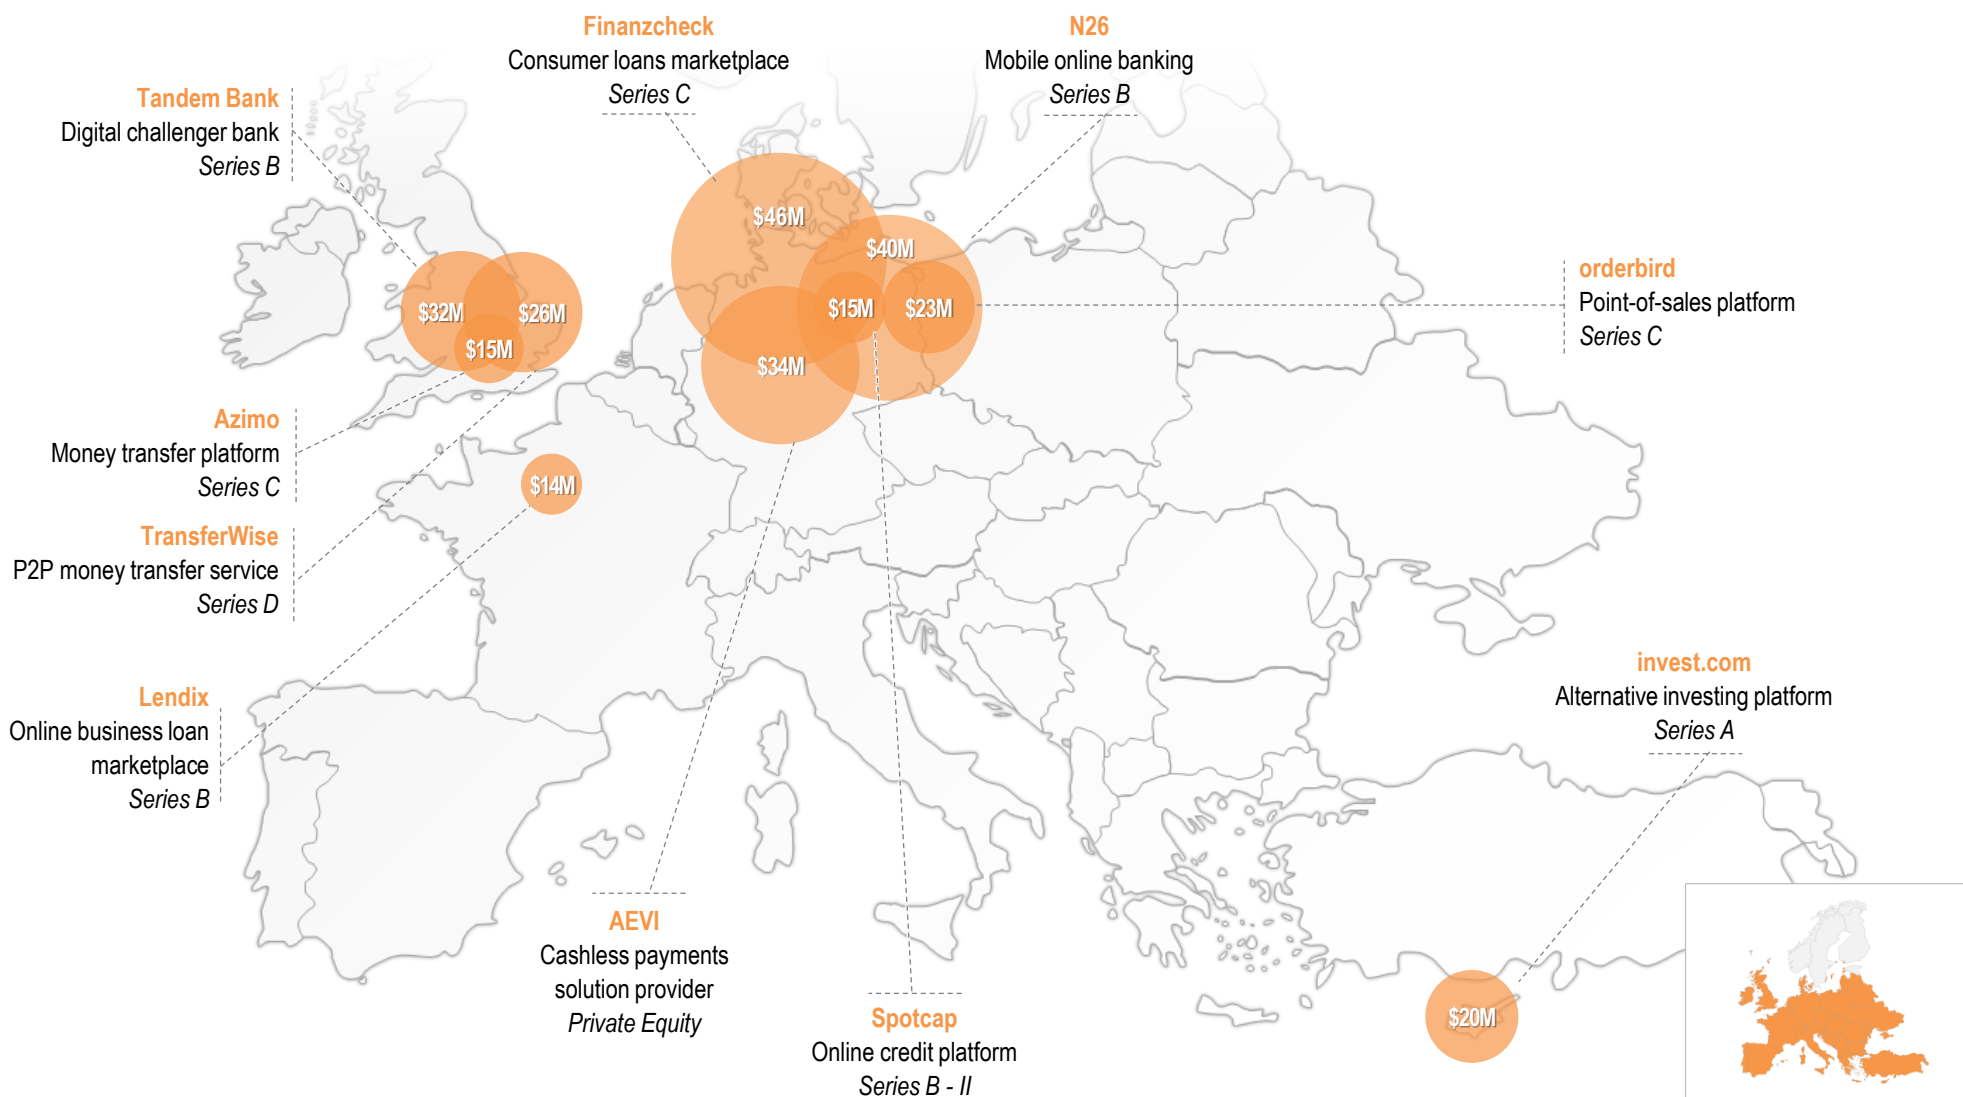 Finanzcheck
Consumer loans marketplace
Series C
N26
Mobile online banking
Series B
Tandem Bank
Digital challenger bank
Series B
$46M
$40M
orderbird
Point-of-sales platform
Series C
$32M
$26M
$15M
$15M
$23M
$34M
Azimo
Money transfer platform
Series C
$14M
TransferWise
P2P money transfer service
Series D
Lendix
Online business loan
marketplace
Series B
invest.com
Alternative investing platform
Series A
AEVI
Cashless payments
solution provider
Private Equity
Spotcap
Online credit platform
Series B - II
$20M